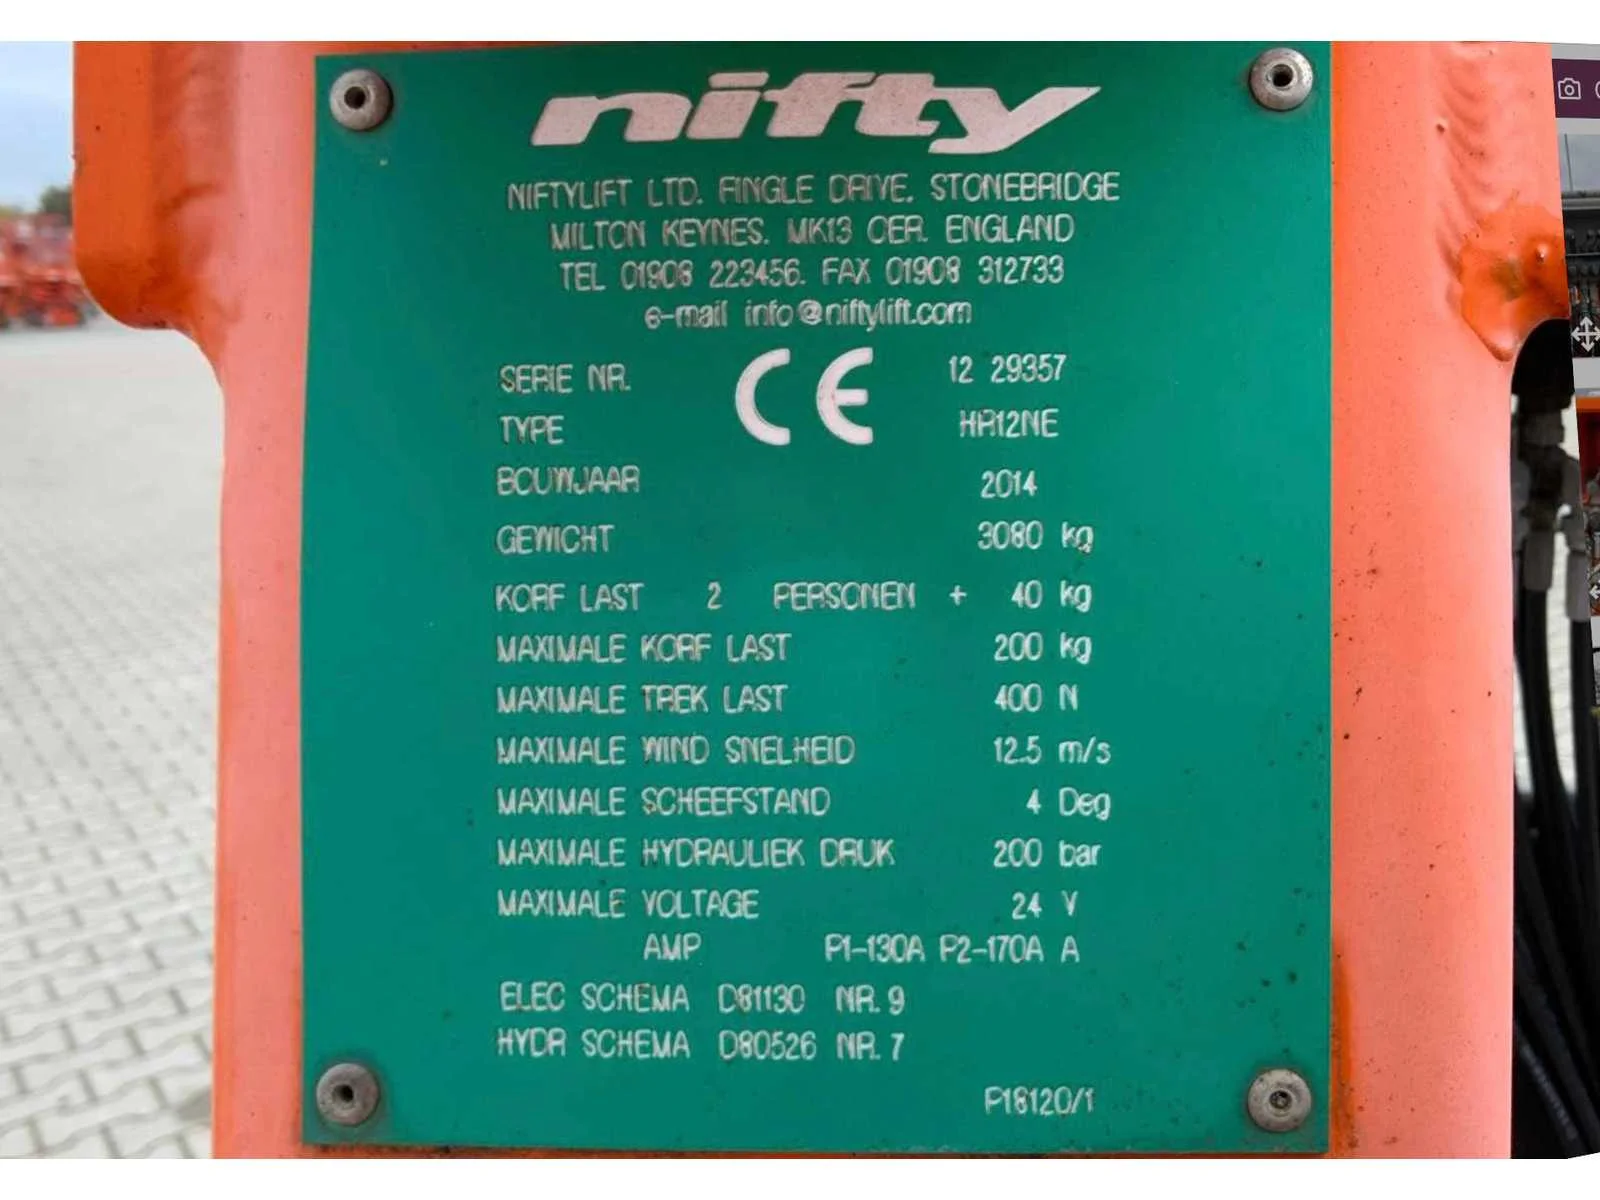 nifty
NIFTYLIFT LTD. FINGLE DRIVE. STONEBRIDGE
MILTON KEYNES. MK13 OER. ENGLAND
TEL 01908 223456. FAX 01908 312733
e-mail info@niftylift.com
CE
SERIE NR. 12 29357
TYPE HR12NE
BOUWJAAR 2014
GEWICHT 3080 kg
KORF LAST 2 PERSONEN + 40 kg
MAXIMALE KORF LAST 200 kg
MAXIMALE TREK LAST 400 N
MAXIMALE WIND SNELHEID 12.5 m/s
MAXIMALE SCHEEFSTAND 4 Deg
MAXIMALE HYDRAULIEK DRUK 200 bar
MAXIMALE VOLTAGE 24 V
AMP P1-130A P2-170A A
ELEC SCHEMA D81130 NR. 9
HYDR SCHEMA D80526 NR. 7
P18120/1